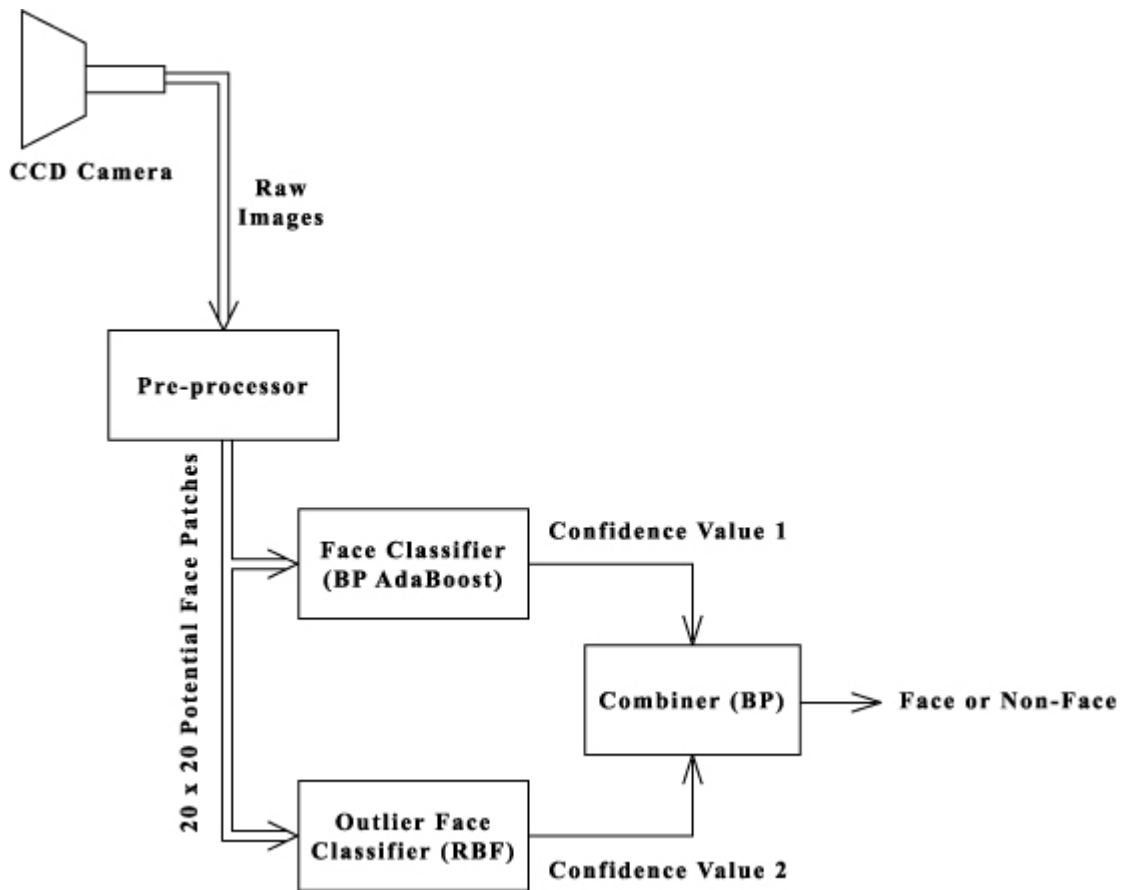 CCD Camera
Raw
Images
Pre-processor
20 x 20 Potential Face Patches
Face Classifier
(BP AdaBoost)
Confidence Value 1
Combiner (BP)
Face or Non-Face
Outlier Face
Classifier (RBF)
Confidence Value 2